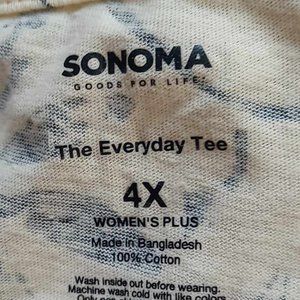 SONOMA
GOODS FOR LIFE.
The Everyday Tee
4X
WOMEN'S PLUS
Made in Bangladesh
100% Cotton
Wash inside out before wearing.
Machine wash cold with like colors.
Only